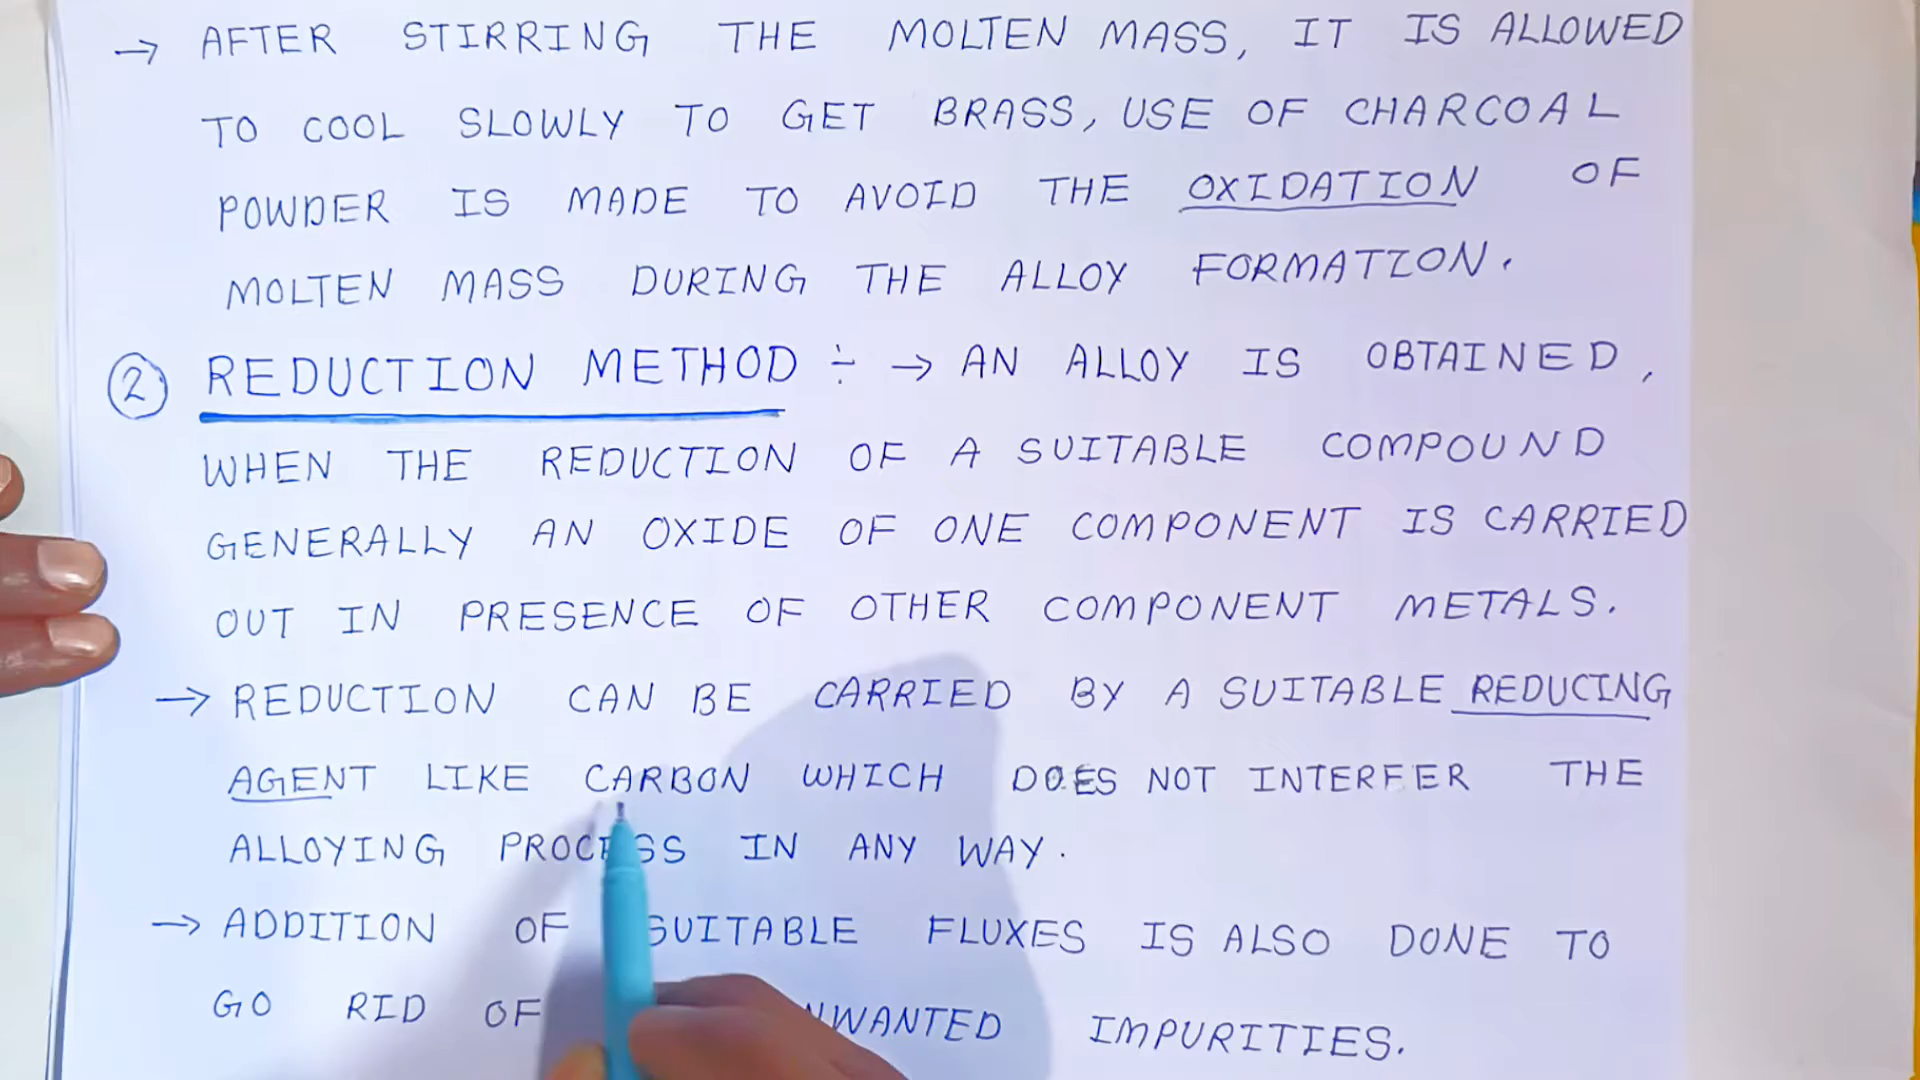 → AFTER STIRRING THE MOLTEN MASS, IT IS ALLOWED
TO COOL SLOWLY TO GET BRASS, USE OF CHARCOAL
POWDER IS MADE TO AVOID THE OXIDATION OF
MOLTEN MASS DURING THE ALLOY FORMATION.
② REDUCTION METHOD ÷ → AN ALLOY IS OBTAINED,
WHEN THE REDUCTION OF A SUITABLE COMPOUND
GENERALLY AN OXIDE OF ONE COMPONENT IS CARRIED
OUT IN PRESENCE OF OTHER COMPONENT METALS.
→ REDUCTION CAN BE CARRIED BY A SUITABLE REDUCING
AGENT LIKE CARBON WHICH DOES NOT INTERFER THE
ALLOYING PROCESS IN ANY WAY.
→ ADDITION OF SUITABLE FLUXES IS ALSO DONE TO
GO RID OF IMPURITIES.